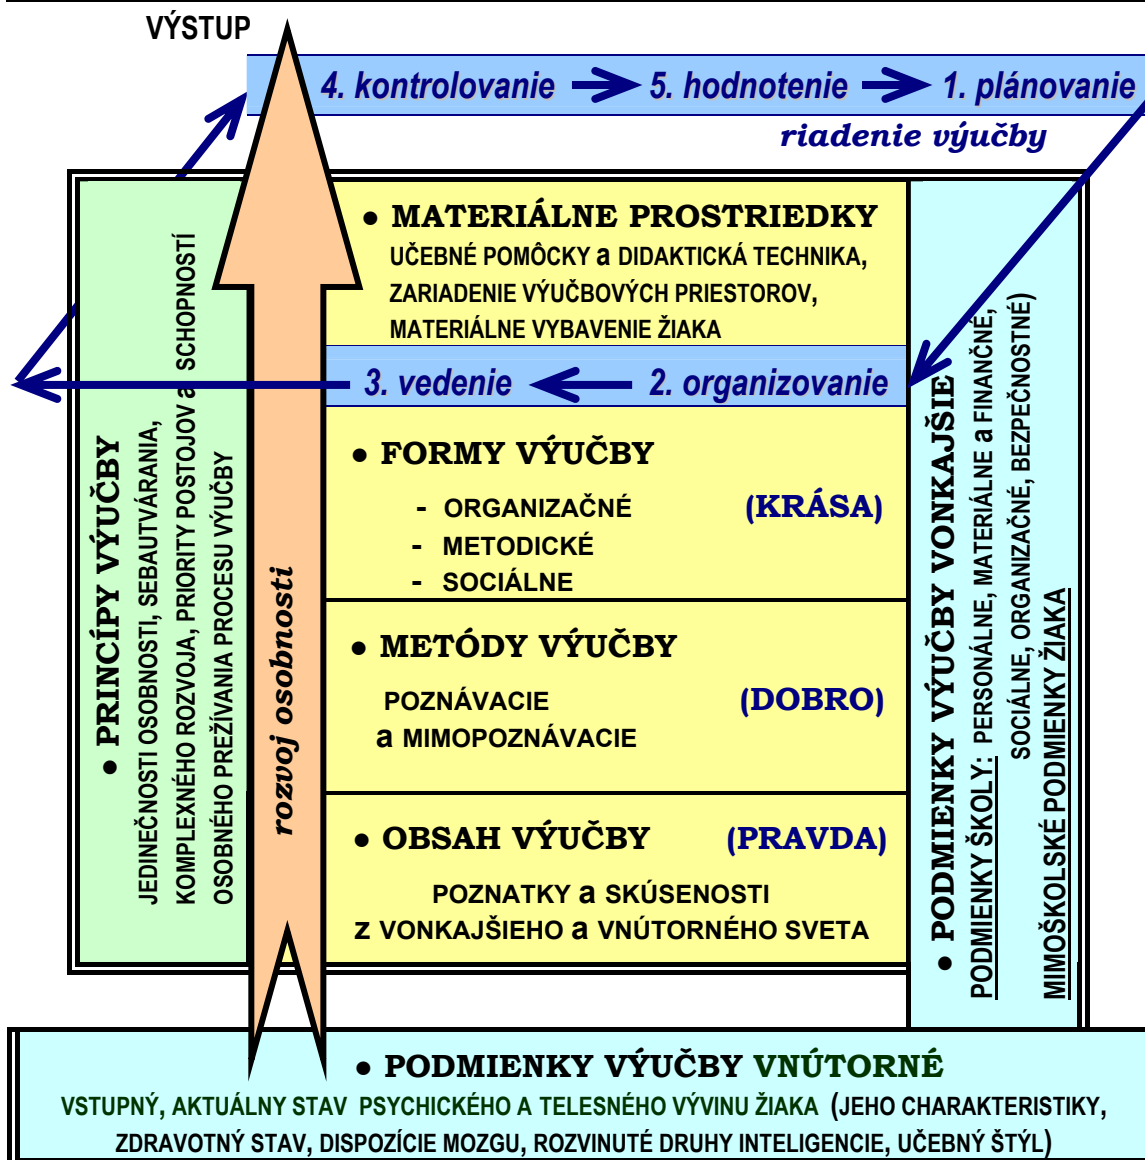 VÝSTUP
4. kontrolovanie
5. hodnotenie
1. plánovanie
riadenie výučby
● MATERIÁLNE PROSTRIEDKY
UČEBNÉ POMÔCKY a DIDAKTICKÁ TECHNIKA,
ZARIADENIE VÝUČBOVÝCH PRIESTOROV,
MATERIÁLNE VYBAVENIE ŽIAKA
3. vedenie
2. organizovanie
● FORMY VÝUČBY
- ORGANIZAČNÉ (KRÁSA)
- METODICKÉ
- SOCIÁLNE
● METÓDY VÝUČBY
POZNÁVACIE (DOBRO)
a MIMOPOZNÁVACIE
● OBSAH VÝUČBY (PRAVDA)
POZNATKY a SKÚSENOSTI
z VONKAJŠIEHO a VNÚTORNÉHO SVETA
● PRINCÍPY VÝUČBY
JEDINEČNOSTI OSOBNOSTI, SEBAUTVÁRANIA,
KOMPLEXNÉHO ROZVOJA, PRIORITY POSTOJOV a SCHOPNOSTÍ
OSOBNÉHO PREŽÍVANIA PROCESU VÝUČBY
rozvoj osobnosti
● PODMIENKY VÝUČBY VONKAJŠIE
PODMIENKY ŠKOLY: PERSONÁLNE, MATERIÁLNE a FINANČNÉ,
SOCIÁLNE, ORGANIZAČNÉ, BEZPEČNOSTNÉ)
MIMOŠKOLSKÉ PODMIENKY ŽIAKA
● PODMIENKY VÝUČBY VNÚTORNÉ
VSTUPNÝ, AKTUÁLNY STAV PSYCHICKÉHO A TELESNÉHO VÝVINU ŽIAKA (JEHO CHARAKTERISTIKY,
ZDRAVOTNÝ STAV, DISPOZÍCIE MOZGU, ROZVINUTÉ DRUHY INTELIGENCIE, UČEBNÝ ŠTÝL)